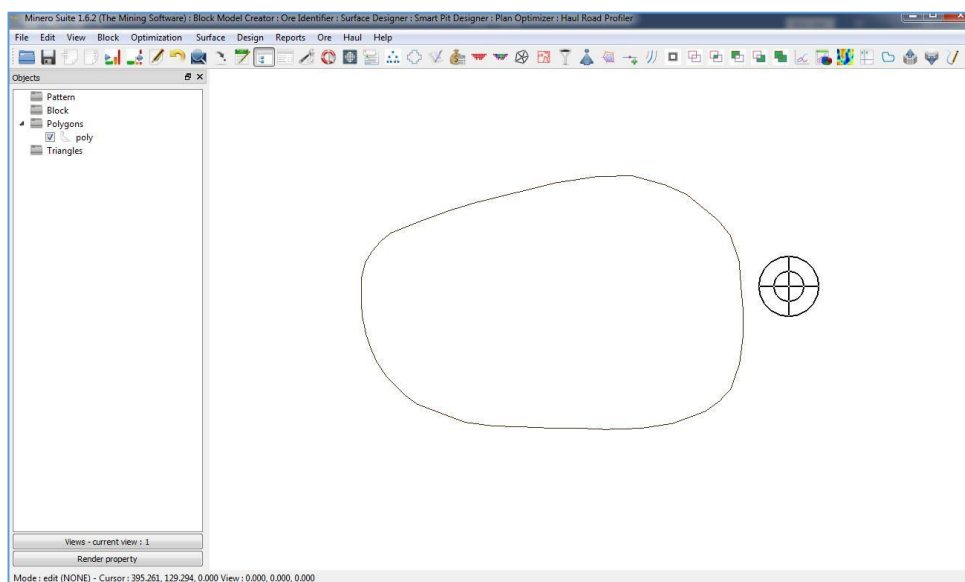 Minero Suite 1.6.2 (The Mining Software) : Block Model Creator : Ore Identifier : Surface Designer : Smart Pit Designer : Plan Optimizer : Haul Road Profiler
File Edit View Block Optimization Surface Design Reports Ore Haul Help
Objects
Pattern
Block
Polygons
poly
Triangles
Views - current view : 1
Render property
Mode : edit (NONE) - Cursor : 395.261, 129.294, 0.000 View : 0.000, 0.000, 0.000